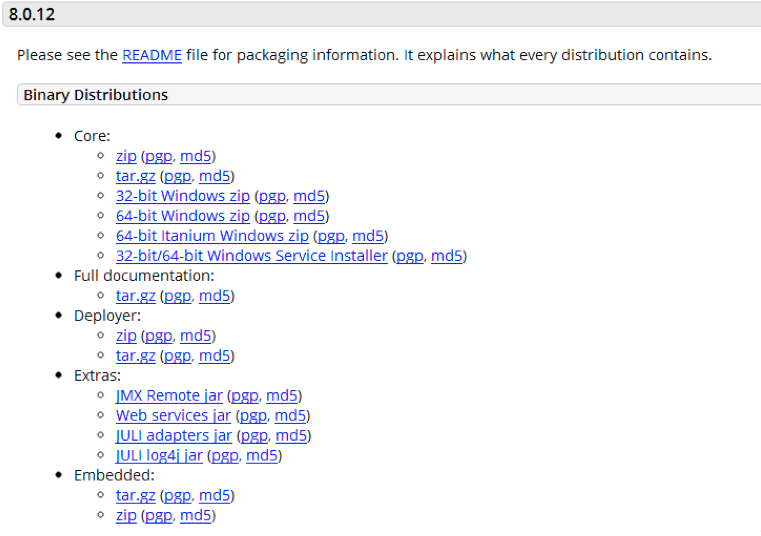 8.0.12
Please see the README file for packaging information. It explains what every distribution contains.
Binary Distributions
Core:
zip (pgp, md5)
tar.gz (pgp, md5)
32-bit Windows zip (pgp, md5)
64-bit Windows zip (pgp, md5)
64-bit Itanium Windows zip (pgp, md5)
32-bit/64-bit Windows Service Installer (pgp, md5)
Full documentation:
tar.gz (pgp, md5)
Deployer:
zip (pgp, md5)
tar.gz (pgp, md5)
Extras:
JMX Remote jar (pgp, md5)
Web services jar (pgp, md5)
JULI adapters jar (pgp, md5)
JULI log4j jar (pgp, md5)
Embedded:
tar.gz (pgp, md5)
zip (pgp, md5)